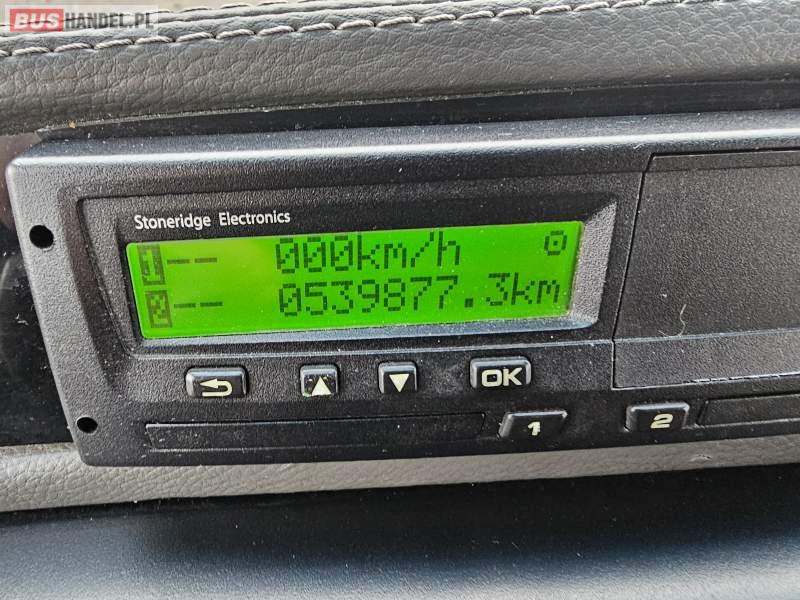 BUSHANDEL.PL
Stoneridge Electronics
1-- 000km/h
2-- 0539877.3km
OK
1
2